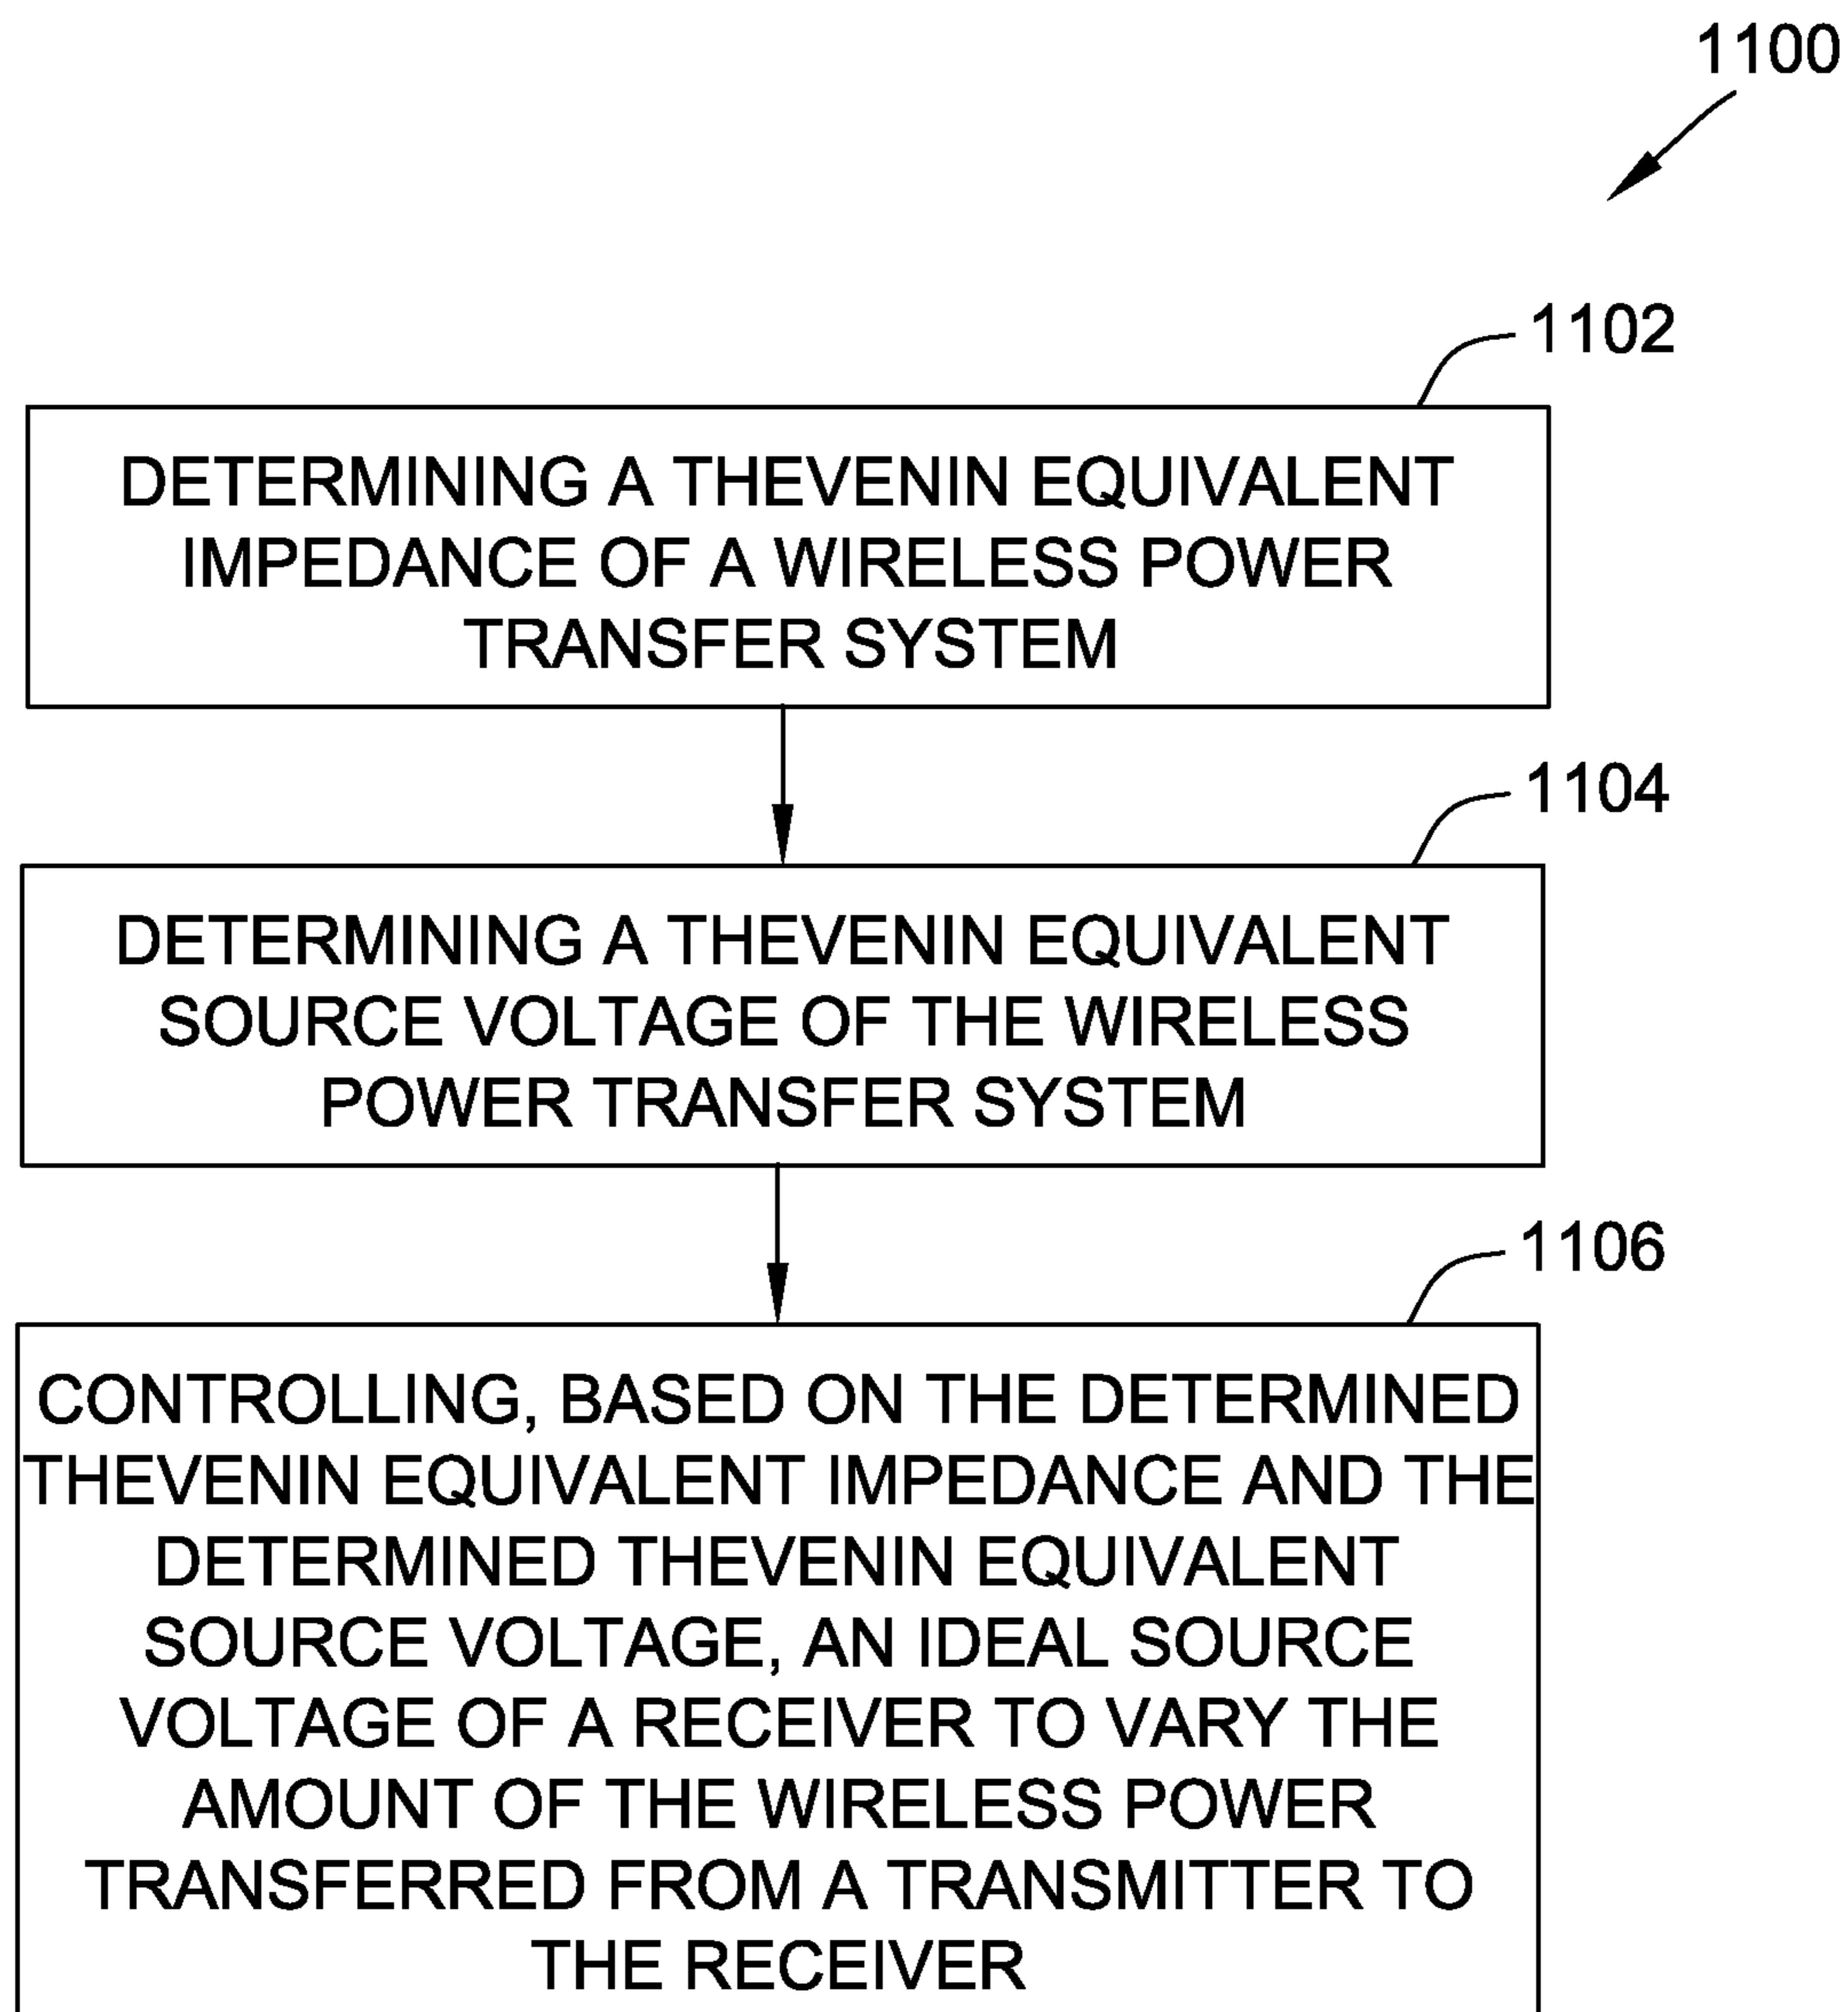 1100
1102
DETERMINING A THEVENIN EQUIVALENT
IMPEDANCE OF A WIRELESS POWER
TRANSFER SYSTEM
1104
DETERMINING A THEVENIN EQUIVALENT
SOURCE VOLTAGE OF THE WIRELESS
POWER TRANSFER SYSTEM
1106
CONTROLLING, BASED ON THE DETERMINED
THEVENIN EQUIVALENT IMPEDANCE AND THE
DETERMINED THEVENIN EQUIVALENT
SOURCE VOLTAGE, AN IDEAL SOURCE
VOLTAGE OF A RECEIVER TO VARY THE
AMOUNT OF THE WIRELESS POWER
TRANSFERRED FROM A TRANSMITTER TO
THE RECEIVER